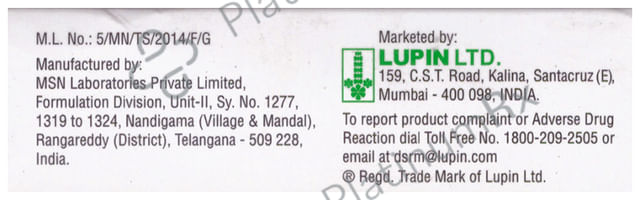 M.L. No.: 5/MN/TS/2014/F/G
Manufactured by:
MSN Laboratories Private Limited,
Formulation Division, Unit-II, Sy. No. 1277,
1319 to 1324, Nandigama (Village & Mandal),
Rangareddy (District), Telangana - 509 228,
India.
Marketed by:
LUPIN LTD.
159, C.S.T. Road, Kalina, Santacruz (E),
Mumbai - 400 098, INDIA.
To report product complaint or Adverse Drug
Reaction dial Toll Free No. 1800-209-2505 or
email at dsrm@lupin.com
® Regd. Trade Mark of Lupin Ltd.
PlatinumRx